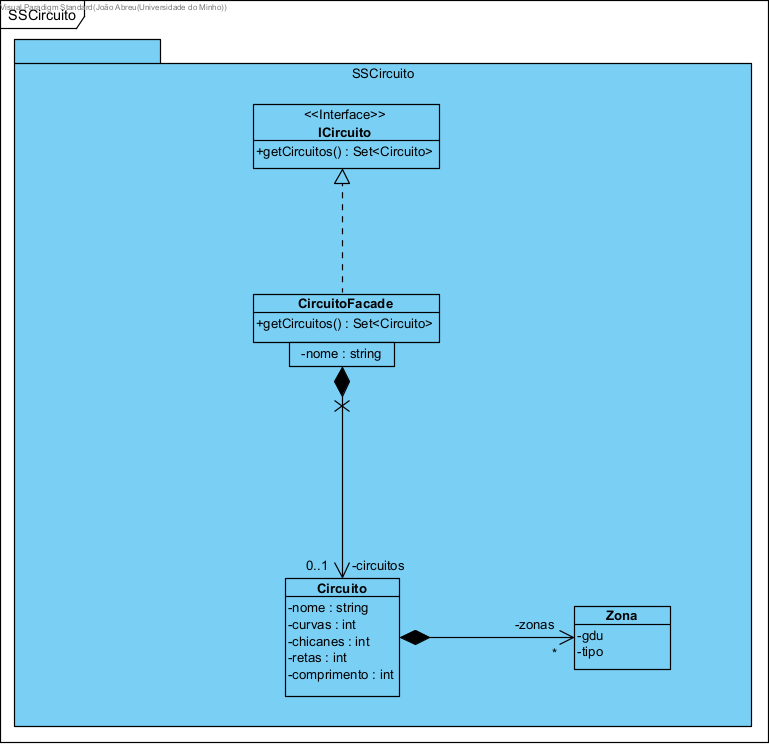 Visual Paradigm Standard(João Abreu(Universidade do Minho))
SSCircuito
SSCircuito
<<Interface>>
ICircuito
+getCircuitos() : Set<Circuito>
CircuitoFacade
+getCircuitos() : Set<Circuito>
-nome : string
0..1 -circuitos
Circuito
-nome : string
-curvas : int
-chicanes : int
-retas : int
-comprimento : int
-zonas
*
Zona
-gdu
-tipo